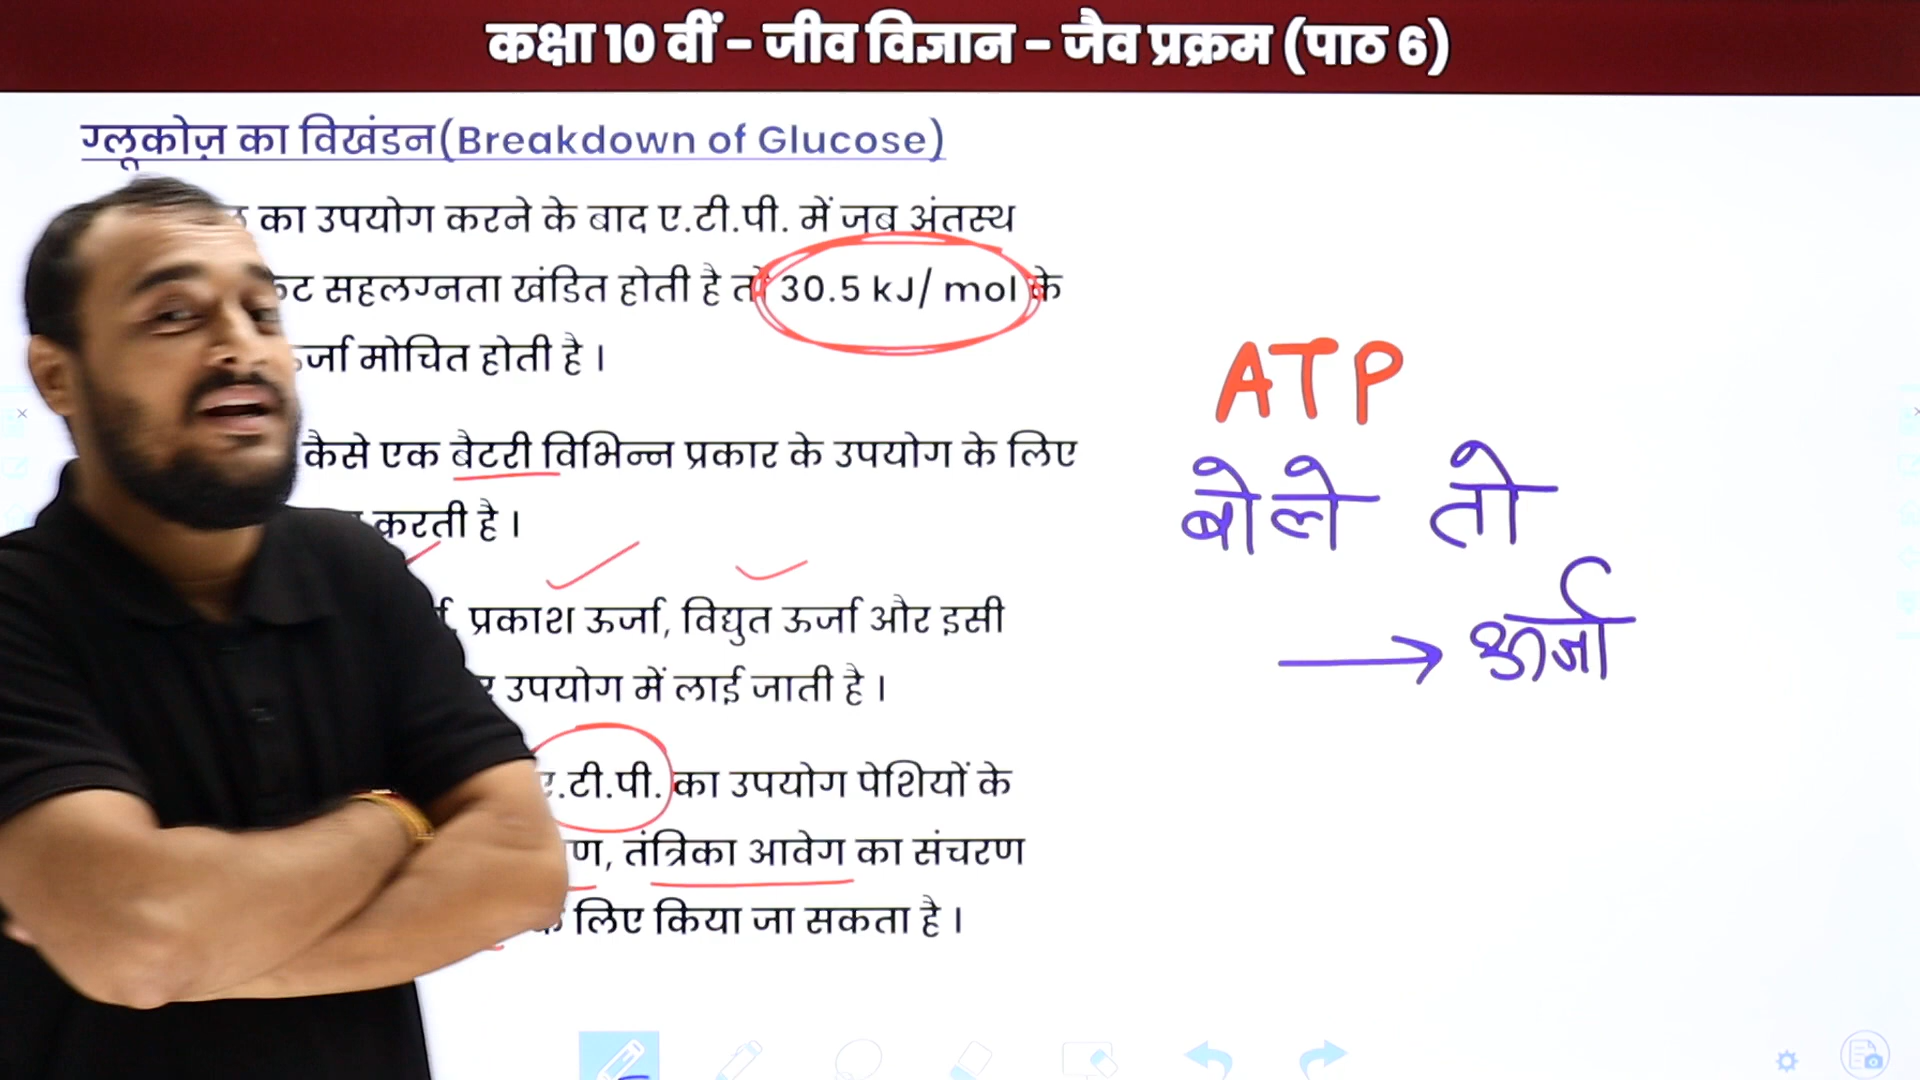 कक्षा 10 वीं - जीव विज्ञान - जैव प्रक्रम (पाठ 6)
ग्लूकोज़ का विखंडन(Breakdown of Glucose)
का उपयोग करने के बाद ए.टी.पी. में जब अंतस्थ
सहलग्नता खंडित होती है तो 30.5 kJ/ mol के
मोचित होती है ।
कैसे एक बैटरी विभिन्न प्रकार के उपयोग के लिए
करती है ।
प्रकाश ऊर्जा, विद्युत ऊर्जा और इसी
उपयोग में लाई जाती है ।
ए.टी.पी. का उपयोग पेशियों के
तंत्रिका आवेग का संचरण
लिए किया जा सकता है ।
ATP
बोले तो
→ ऊर्जा